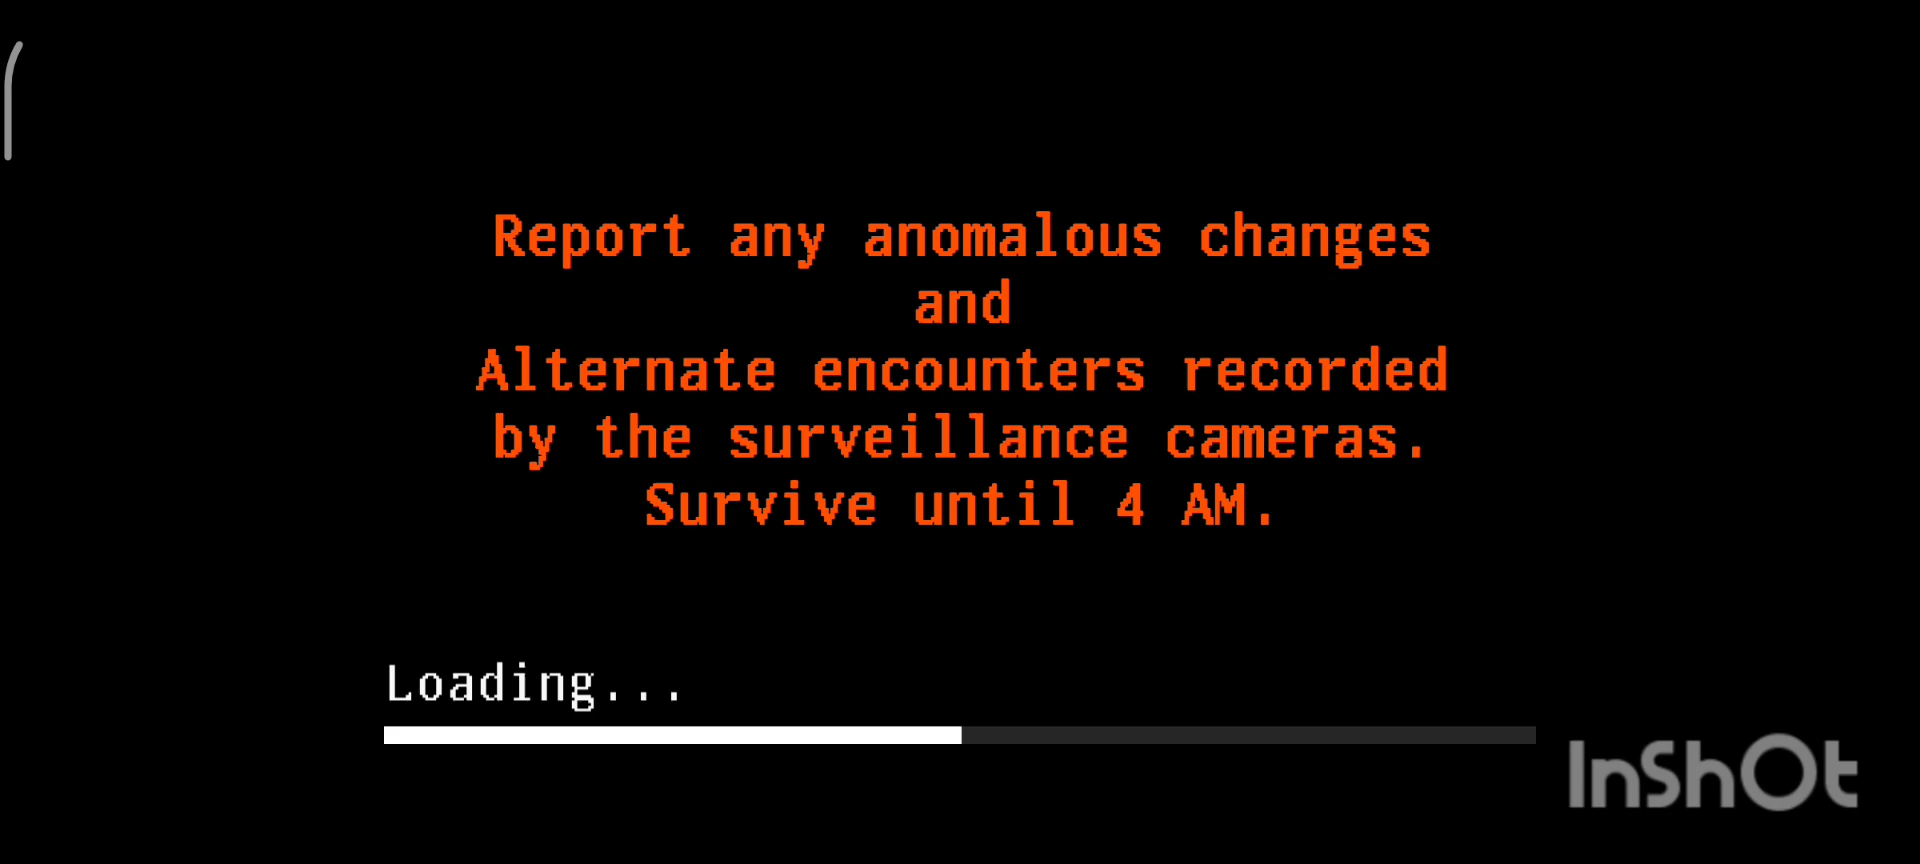 Report any anomalous changes
and
Alternate encounters recorded
by the surveillance cameras.
Survive until 4 AM.
Loading...
InShOt